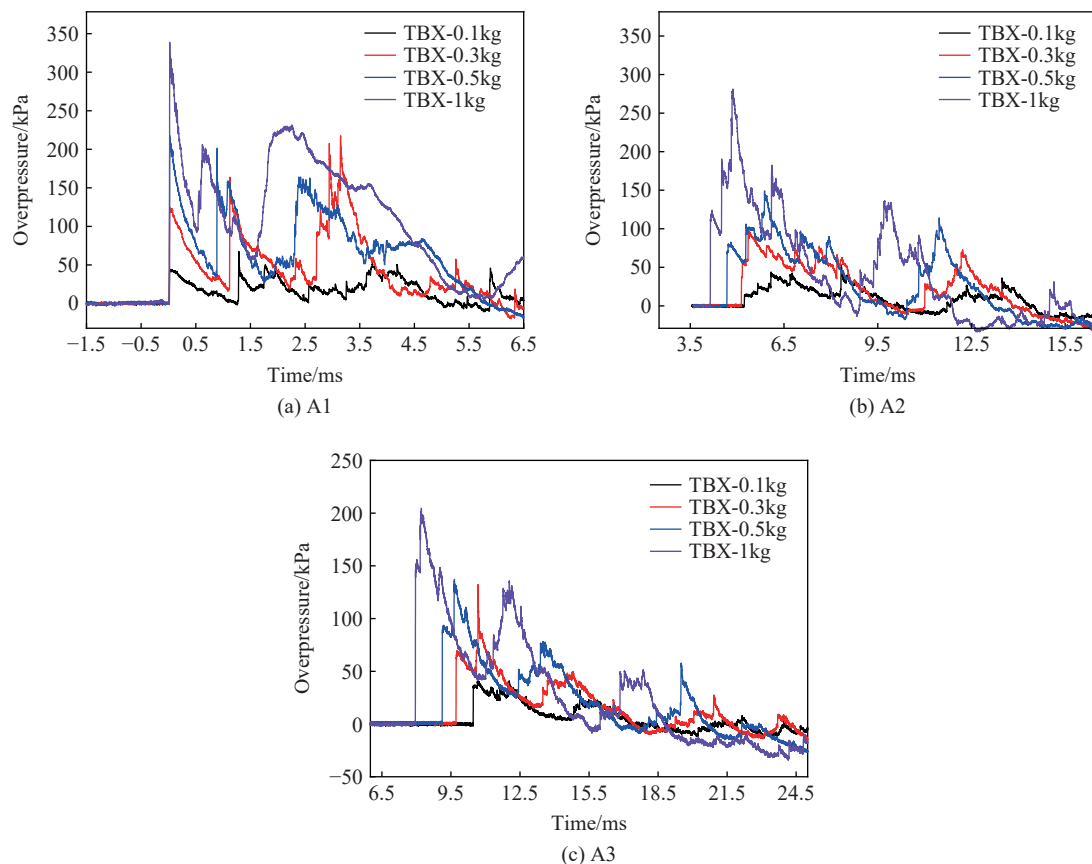 350
300
250
200
150
100
50
0
Overpressure/kPa
TBX-0.1kg
TBX-0.3kg
TBX-0.5kg
TBX-1kg
−1.5 −0.5 0.5 1.5 2.5 3.5 4.5 5.5 6.5
Time/ms
(a) A1
350
300
250
200
150
100
50
0
Overpressure/kPa
TBX-0.1kg
TBX-0.3kg
TBX-0.5kg
TBX-1kg
3.5 6.5 9.5 12.5 15.5
Time/ms
(b) A2
250
200
150
100
50
0
−50
Overpressure/kPa
TBX-0.1kg
TBX-0.3kg
TBX-0.5kg
TBX-1kg
6.5 9.5 12.5 15.5 18.5 21.5 24.5
Time/ms
(c) A3